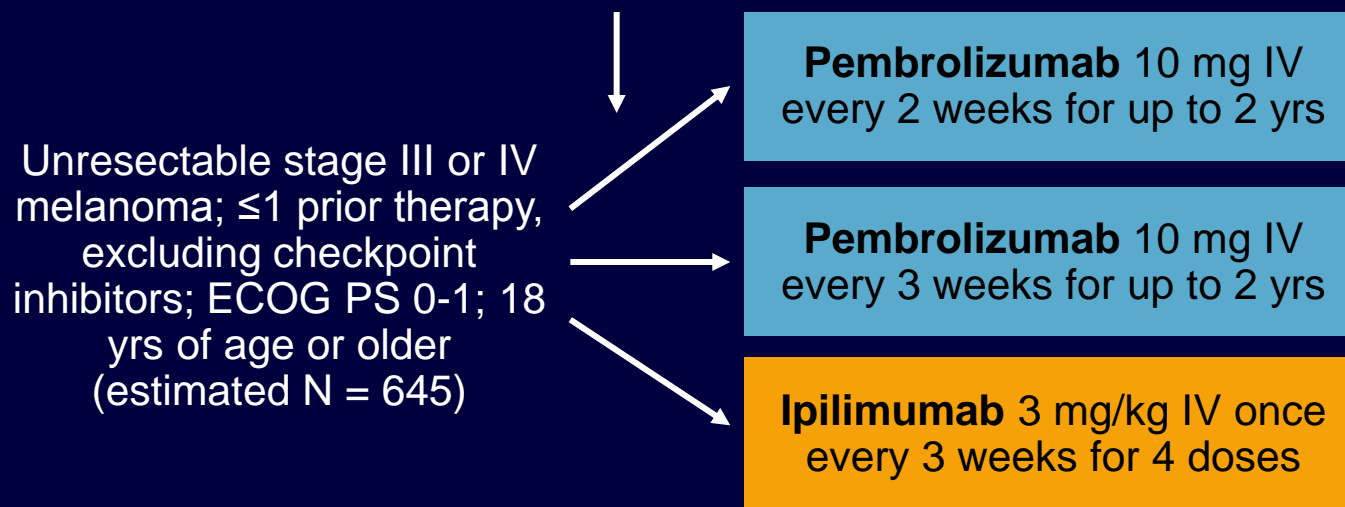 Unresectable stage III or IV
melanoma; ≤1 prior therapy,
excluding checkpoint
inhibitors; ECOG PS 0-1; 18
yrs of age or older
(estimated N = 645)
Pembrolizumab 10 mg IV
every 2 weeks for up to 2 yrs
Pembrolizumab 10 mg IV
every 3 weeks for up to 2 yrs
Ipilimumab 3 mg/kg IV once
every 3 weeks for 4 doses